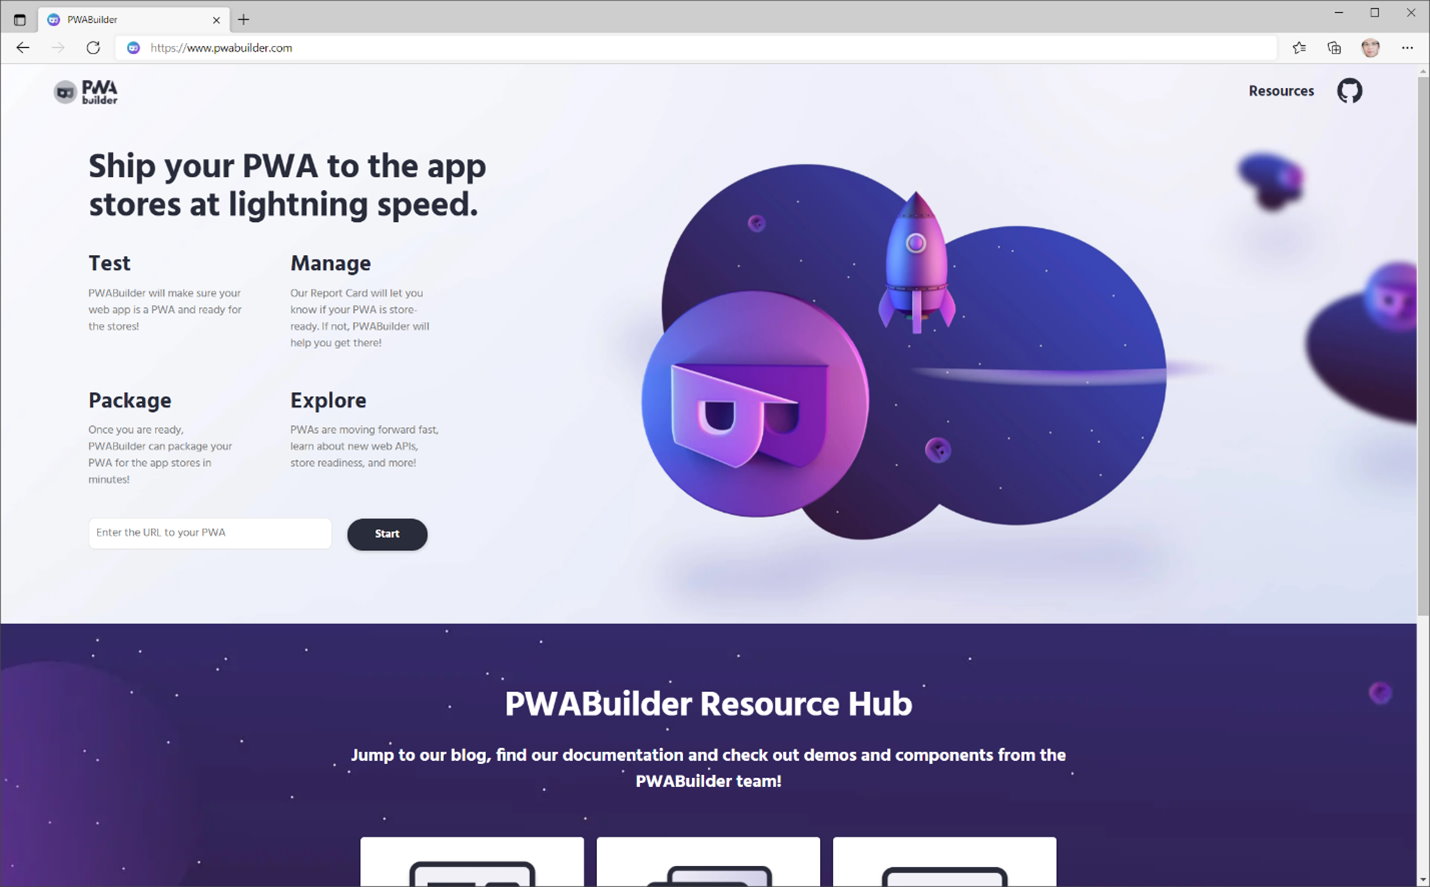 PWABuilder
https://www.pwabuilder.com
PWA
builder
Resources
Ship your PWA to the app
stores at lightning speed.
Test
PWABuilder will make sure your
web app is a PWA and ready for
the stores!
Manage
Our Report Card will let you
know if your PWA is store-
ready. If not, PWABuilder will
help you get there!
Package
Once you are ready,
PWABuilder can package your
PWA for the app stores in
minutes!
Explore
PWAs are moving forward fast,
learn about new web APIs,
store readiness, and more!
Enter the URL to your PWA
Start
PWABuilder Resource Hub
Jump to our blog, find our documentation and check out demos and components from the
PWABuilder team!